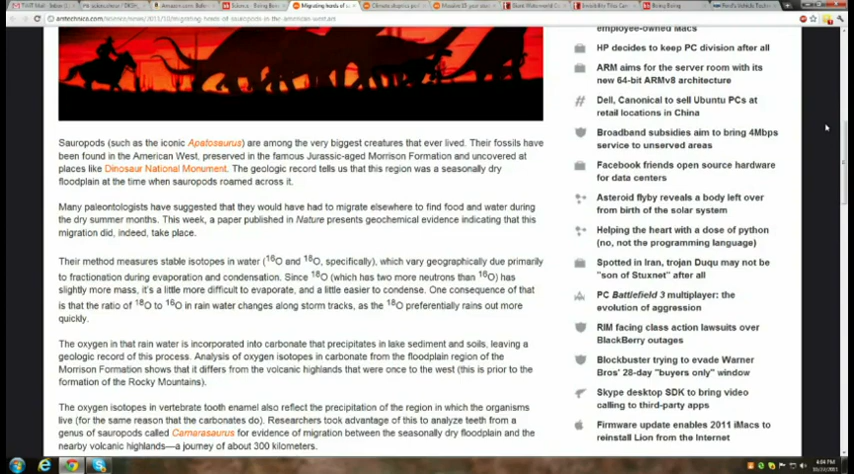 Migrating herds of s
arstechnica.com/science/news/2011/10/migrating-herds-of-sauropods-in-the-american-west.ars
Sauropods (such as the iconic Apatosaurus) are among the very biggest creatures that ever lived. Their fossils have
been found in the American West, preserved in the famous Jurassic-aged Morrison Formation and uncovered at
places like Dinosaur National Monument. The geologic record tells us that this region was a seasonally dry
floodplain at the time when sauropods roamed across it.
Many paleontologists have suggested that they would have had to migrate elsewhere to find food and water during
the dry summer months. This week, a paper published in Nature presents geochemical evidence indicating that this
migration did, indeed, take place.
Their method measures stable isotopes in water (16O and 18O, specifically), which vary geographically due primarily
to fractionation during evaporation and condensation. Since 18O (which has two more neutrons than 16O) has
slightly more mass, it's a little more difficult to evaporate, and a little easier to condense. One consequence of that
is that the ratio of 18O to 16O in rain water changes along storm tracks, as the 18O preferentially rains out more
quickly.
The oxygen in that rain water is incorporated into carbonate that precipitates in lake sediment and soils, leaving a
geologic record of this process. Analysis of oxygen isotopes in carbonate from the floodplain region of the
Morrison Formation shows that it differs from the volcanic highlands that were once to the west (this is prior to the
formation of the Rocky Mountains).
The oxygen isotopes in vertebrate tooth enamel also reflect the precipitation of the region in which the organisms
live (for the same reason that the carbonates do). Researchers took advantage of this to analyze teeth from a
genus of sauropods called Camarasaurus for evidence of migration between the seasonally dry floodplain and the
nearby volcanic highlands—a journey of about 300 kilometers.
employee-owned Macs
HP decides to keep PC division after all
ARM aims for the server room with its
new 64-bit ARMv8 architecture
Dell, Canonical to sell Ubuntu PCs at
retail locations in China
Broadband subsidies aim to bring 4Mbps
service to unserved areas
Facebook friends open source hardware
for data centers
Asteroid flyby reveals a body left over
from birth of the solar system
Helping the heart with a dose of python
(no, not the programming language)
Spotted in Iran, trojan Duqu may not be
"son of Stuxnet" after all
PC Battlefield 3 multiplayer: the
evolution of aggression
RIM facing class action lawsuits over
BlackBerry outages
Blockbuster trying to evade Warner
Bros' 28-day "buyers only" window
Skype desktop SDK to bring video
calling to third-party apps
Firmware update enables 2011 iMacs to
reinstall Lion from the Internet